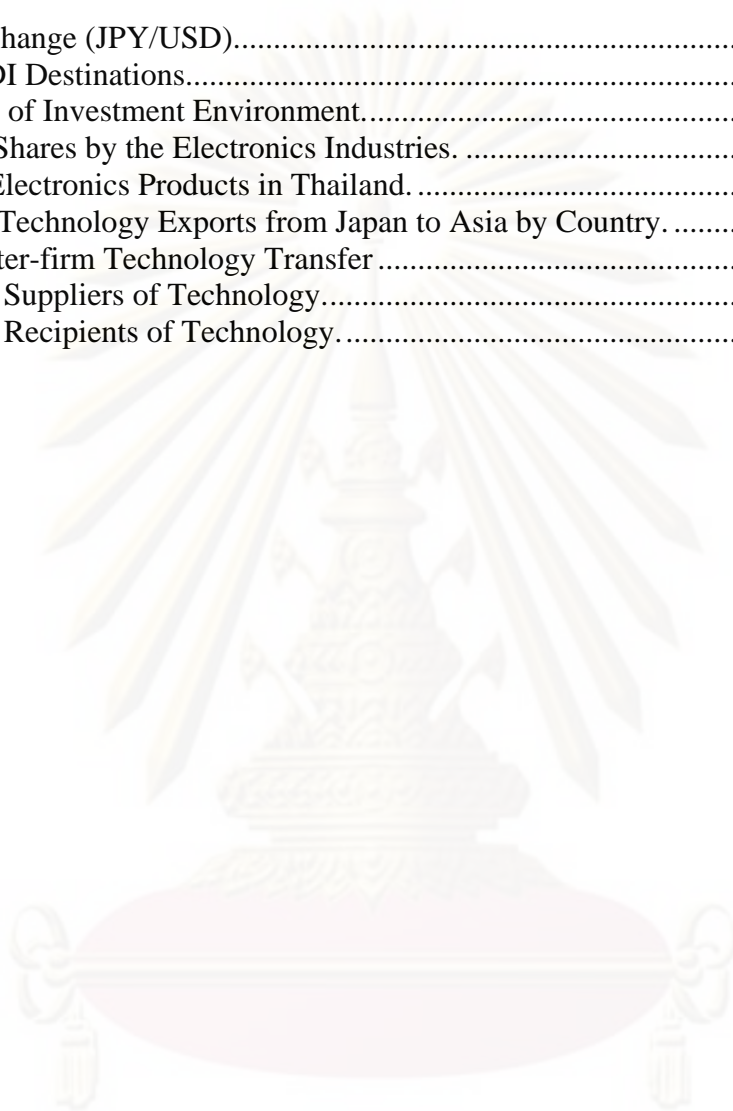 hange (JPY/USD)..........................................................................
DI Destinations................................................................................
of Investment Environment...........................................................
Shares by the Electronics Industries. ..............................................
Electronics Products in Thailand. ....................................................
Technology Exports from Japan to Asia by Country. ........
ter-firm Technology Transfer .........................................................
Suppliers of Technology................................................................
Recipients of Technology...............................................................